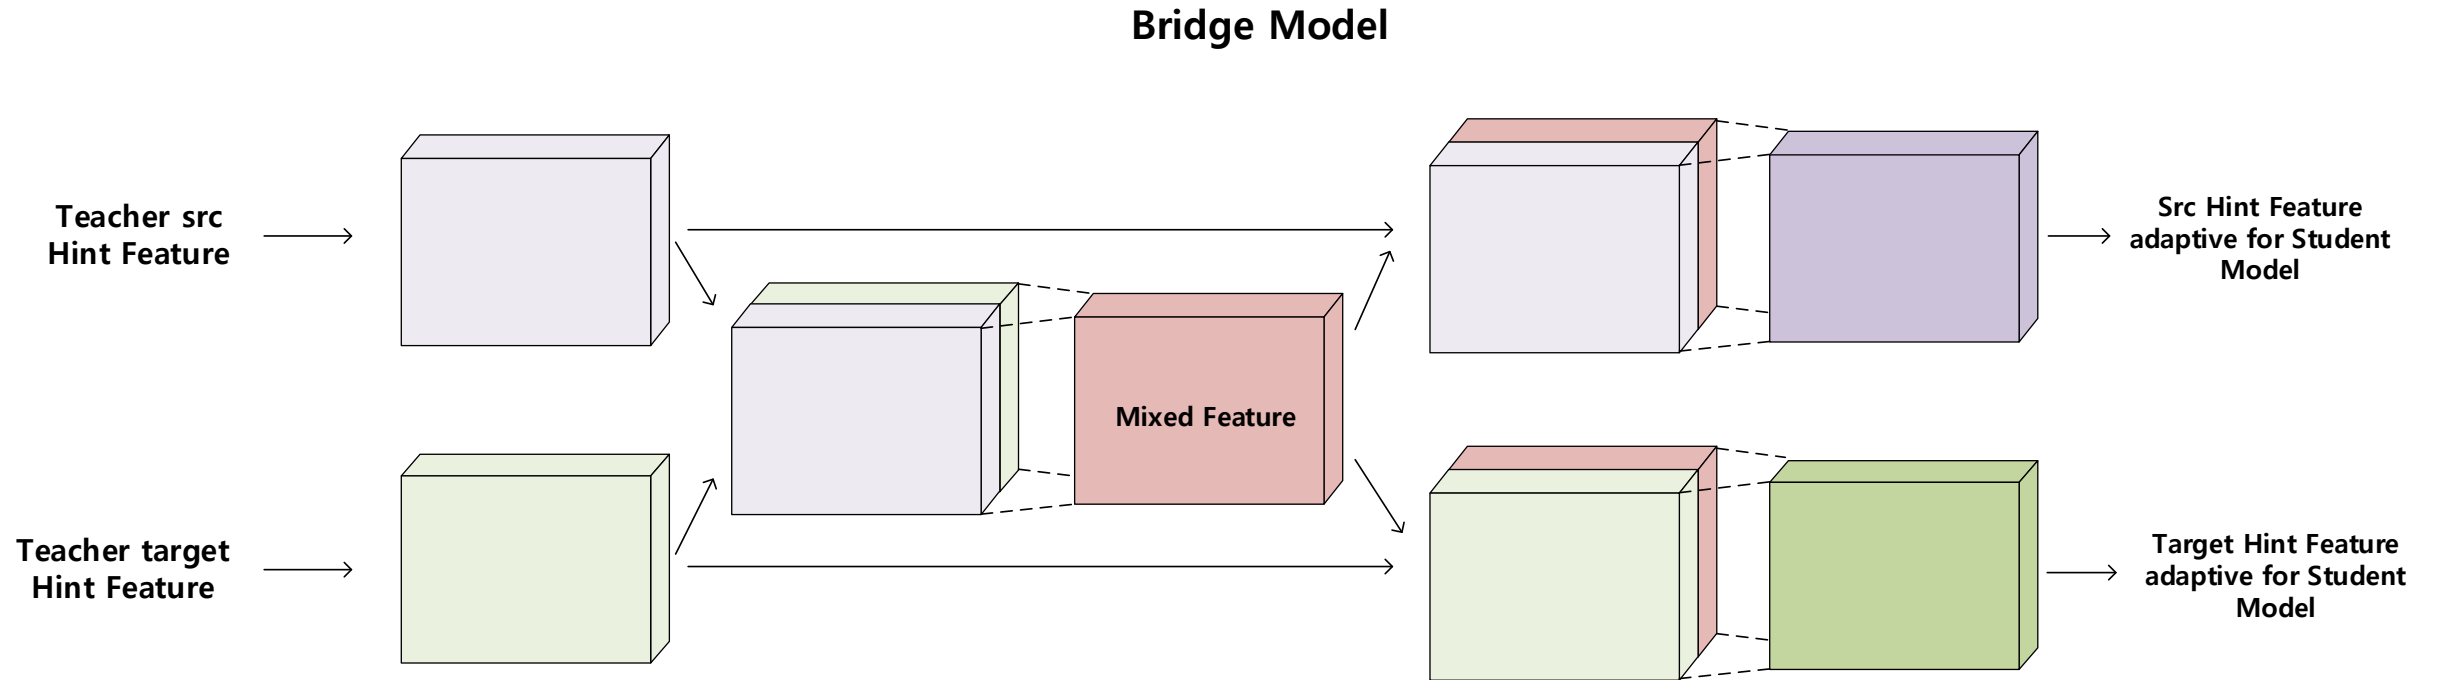 Bridge Model
Teacher src
Hint Feature
Src Hint Feature
adaptive for Student
Model
Mixed Feature
Teacher target
Hint Feature
Target Hint Feature
adaptive for Student
Model